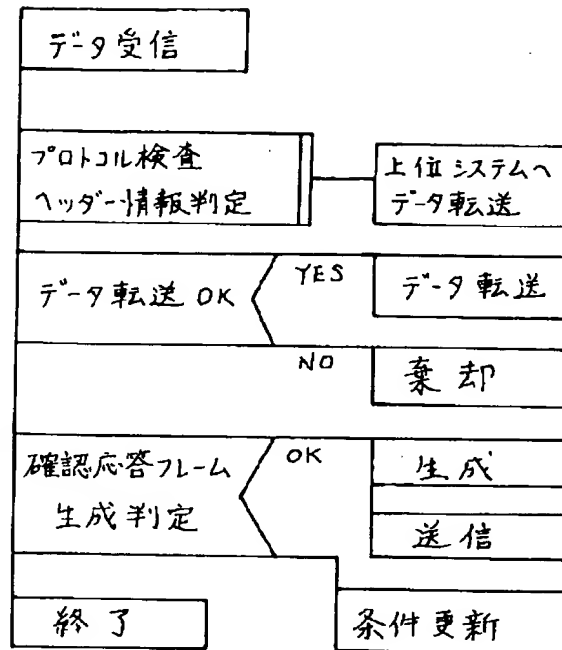 データ受信
プロトコル検査
ヘッダー情報判定
上位システムへ
データ転送
データ転送 OK
YES
データ転送
NO
棄却
確認応答フレーム
生成判定
OK
生成
送信
終了
条件更新